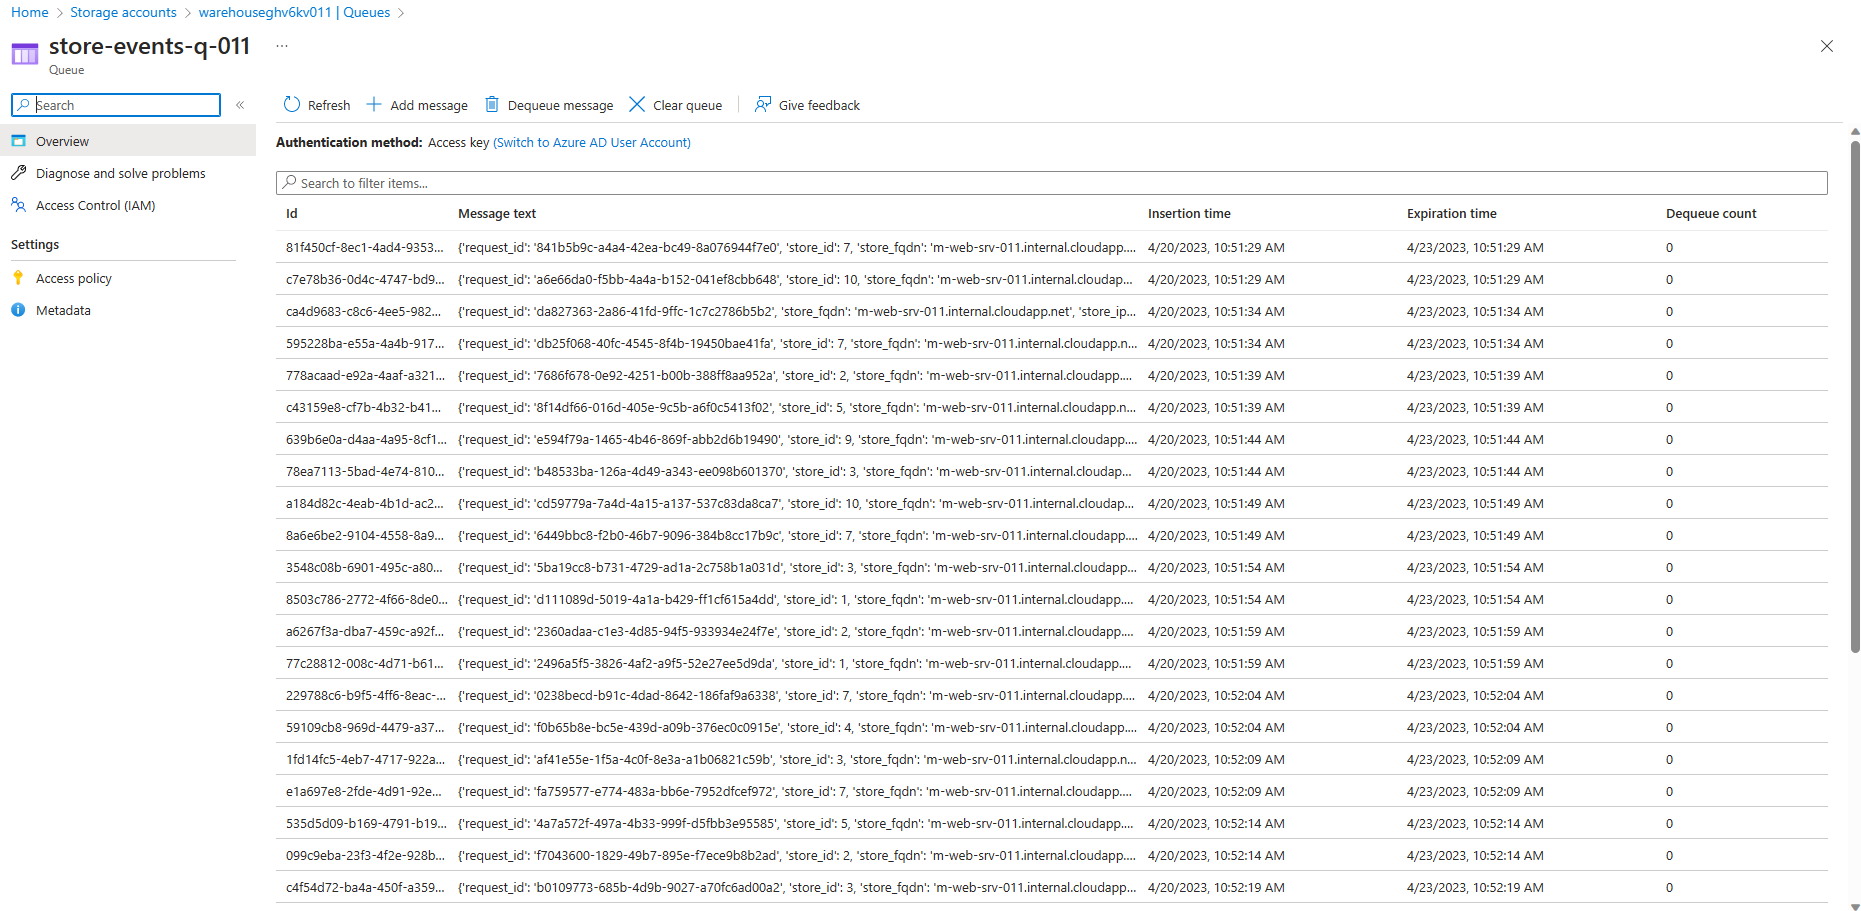 Home > Storage accounts > warehouseghv6kv011 | Queues >
store-events-q-011 ...
Queue
Search «
Refresh Add message Dequeue message Clear queue Give feedback
Overview
Diagnose and solve problems
Access Control (IAM)
Settings
Access policy
Metadata
Authentication method: Access key (Switch to Azure AD User Account)
Search to filter items...
Id Message text Insertion time Expiration time Dequeue count
81f450cf-8ec1-4ad4-9353... {'request_id': '841b5b9c-a4a4-42ea-bc49-8a076944f7e0', 'store_id': 7, 'store_fqdn': 'm-web-srv-011.internal.cloudapp.... 4/20/2023, 10:51:29 AM 4/23/2023, 10:51:29 AM 0
c7e78b36-0d4c-4747-bd9... {'request_id': 'a6e66da0-f5bb-4a4a-b152-041ef8cbb648', 'store_id': 10, 'store_fqdn': 'm-web-srv-011.internal.cloudap... 4/20/2023, 10:51:29 AM 4/23/2023, 10:51:29 AM 0
ca4d9683-c8c6-4ee5-982... {'request_id': 'da827363-2a86-41fd-9ffc-1c7c2786b5b2', 'store_fqdn': 'm-web-srv-011.internal.cloudapp.net', 'store_ip... 4/20/2023, 10:51:34 AM 4/23/2023, 10:51:34 AM 0
595228ba-e55a-4a4b-917... {'request_id': 'db25f068-40fc-4545-8f4b-19450bae41fa', 'store_id': 7, 'store_fqdn': 'm-web-srv-011.internal.cloudapp.n... 4/20/2023, 10:51:34 AM 4/23/2023, 10:51:34 AM 0
778acaad-e92a-4aaf-a321... {'request_id': '7686f678-0e92-4251-b00b-388ff8aa952a', 'store_id': 2, 'store_fqdn': 'm-web-srv-011.internal.cloudapp.... 4/20/2023, 10:51:39 AM 4/23/2023, 10:51:39 AM 0
c43159e8-cf7b-4b32-b41... {'request_id': '8f14df66-016d-405e-9c5b-a6f0c5413f02', 'store_id': 5, 'store_fqdn': 'm-web-srv-011.internal.cloudapp.n... 4/20/2023, 10:51:39 AM 4/23/2023, 10:51:39 AM 0
639b6e0a-d4aa-4a95-8cf1... {'request_id': 'e594f79a-1465-4b46-869f-abb2d6b19490', 'store_id': 9, 'store_fqdn': 'm-web-srv-011.internal.cloudapp.... 4/20/2023, 10:51:44 AM 4/23/2023, 10:51:44 AM 0
78ea7113-5bad-4e74-810... {'request_id': 'b48533ba-126a-4d49-a343-ee098b601370', 'store_id': 3, 'store_fqdn': 'm-web-srv-011.internal.cloudap... 4/20/2023, 10:51:44 AM 4/23/2023, 10:51:44 AM 0
a184d82c-4eab-4b1d-ac2... {'request_id': 'cd59779a-7a4d-4a15-a137-537c83da8ca7', 'store_id': 10, 'store_fqdn': 'm-web-srv-011.internal.cloudap... 4/20/2023, 10:51:49 AM 4/23/2023, 10:51:49 AM 0
8a6e6be2-9104-4558-8a9... {'request_id': '6449bbc8-f2b0-46b7-9096-384b8cc17b9c', 'store_id': 7, 'store_fqdn': 'm-web-srv-011.internal.cloudapp.... 4/20/2023, 10:51:49 AM 4/23/2023, 10:51:49 AM 0
3548c08b-6901-495c-a80... {'request_id': '5ba19cc8-b731-4729-ad1a-2c758b1a031d', 'store_id': 3, 'store_fqdn': 'm-web-srv-011.internal.cloudapp.... 4/20/2023, 10:51:54 AM 4/23/2023, 10:51:54 AM 0
8503c786-2772-4f66-8de0... {'request_id': 'd111089d-5019-4a1a-b429-ff1cf615a4dd', 'store_id': 1, 'store_fqdn': 'm-web-srv-011.internal.cloudapp.... 4/20/2023, 10:51:54 AM 4/23/2023, 10:51:54 AM 0
a6267f3a-dba7-459c-a92f... {'request_id': '2360adaa-c1e3-4d85-94f5-933934e24f7e', 'store_id': 2, 'store_fqdn': 'm-web-srv-011.internal.cloudapp.... 4/20/2023, 10:51:59 AM 4/23/2023, 10:51:59 AM 0
77c28812-008c-4d71-b61... {'request_id': '2496a5f5-3826-4af2-a9f5-52e27ee5d9da', 'store_id': 1, 'store_fqdn': 'm-web-srv-011.internal.cloudapp.... 4/20/2023, 10:51:59 AM 4/23/2023, 10:51:59 AM 0
229788c6-b9f5-4ff6-8eac-... {'request_id': '0238becd-b91c-4dad-8642-186faf9a6338', 'store_id': 7, 'store_fqdn': 'm-web-srv-011.internal.cloudapp.... 4/20/2023, 10:52:04 AM 4/23/2023, 10:52:04 AM 0
59109cb8-969d-4479-a37... {'request_id': 'f0b65b8e-bc5e-439d-a09b-376ec0c0915e', 'store_id': 4, 'store_fqdn': 'm-web-srv-011.internal.cloudapp.... 4/20/2023, 10:52:04 AM 4/23/2023, 10:52:04 AM 0
1fd14fc5-4eb7-4717-922a... {'request_id': 'af41e55e-1f5a-4c0f-8e3a-a1b06821c59b', 'store_id': 3, 'store_fqdn': 'm-web-srv-011.internal.cloudapp.n... 4/20/2023, 10:52:09 AM 4/23/2023, 10:52:09 AM 0
e1a697e8-2fde-4d91-92e... {'request_id': 'fa759577-e774-483a-bb6e-7952dfcef972', 'store_id': 7, 'store_fqdn': 'm-web-srv-011.internal.cloudapp.... 4/20/2023, 10:52:09 AM 4/23/2023, 10:52:09 AM 0
535d5d09-b169-4791-b19... {'request_id': '4a7a572f-497a-4b33-999f-d5fbb3e95585', 'store_id': 5, 'store_fqdn': 'm-web-srv-011.internal.cloudapp.... 4/20/2023, 10:52:14 AM 4/23/2023, 10:52:14 AM 0
099c9eba-23f3-4f2e-928b... {'request_id': 'f7043600-1829-49b7-895e-f7ece9b8b2ad', 'store_id': 2, 'store_fqdn': 'm-web-srv-011.internal.cloudapp.... 4/20/2023, 10:52:14 AM 4/23/2023, 10:52:14 AM 0
c4f54d72-ba4a-450f-a359... {'request_id': 'b0109773-685b-4d9b-9027-a70fc6ad00a2', 'store_id': 3, 'store_fqdn': 'm-web-srv-011.internal.cloudapp... 4/20/2023, 10:52:19 AM 4/23/2023, 10:52:19 AM 0